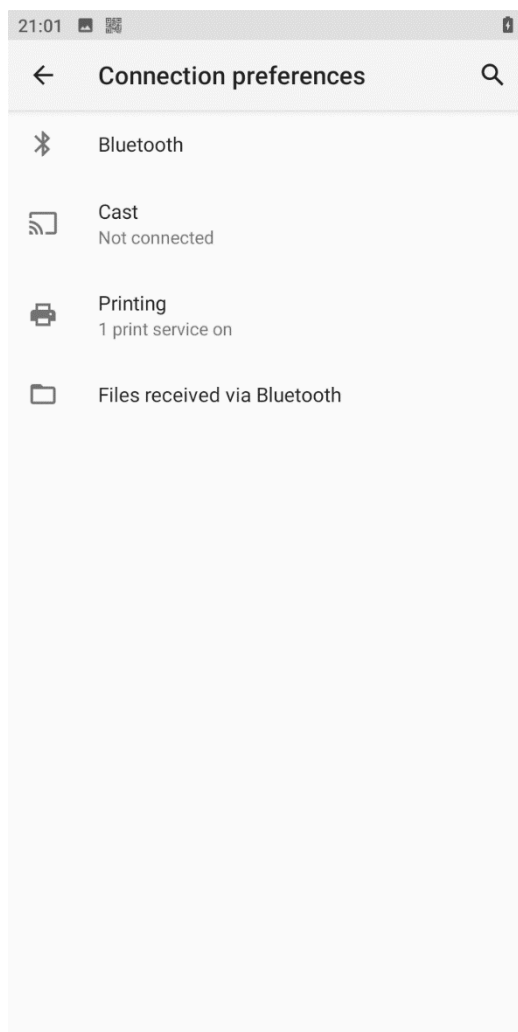 21:01
Connection preferences
Bluetooth
Cast
Not connected
Printing
1 print service on
Files received via Bluetooth